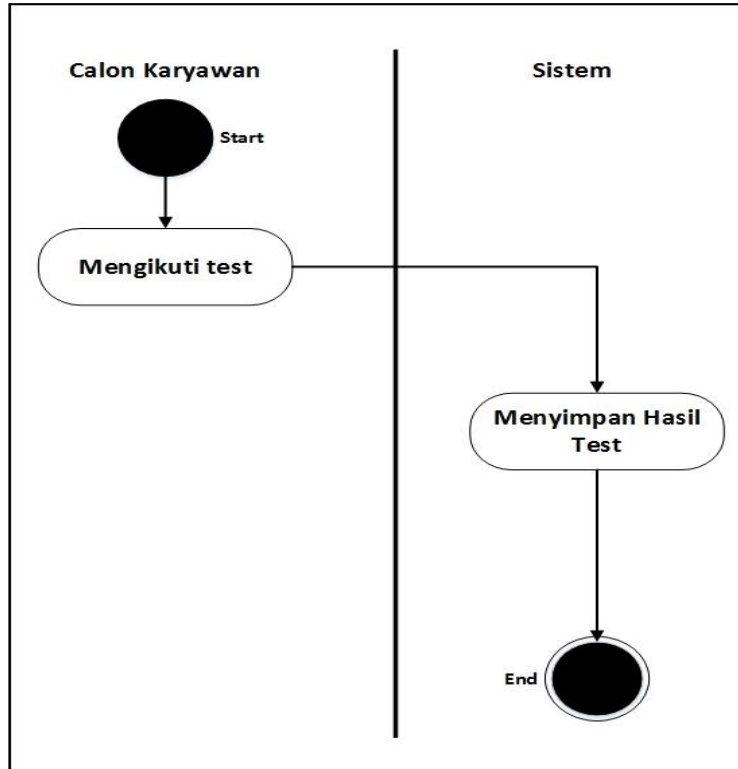 Calon Karyawan
Sistem
Start
Mengikuti test
Menyimpan Hasil
Test
End